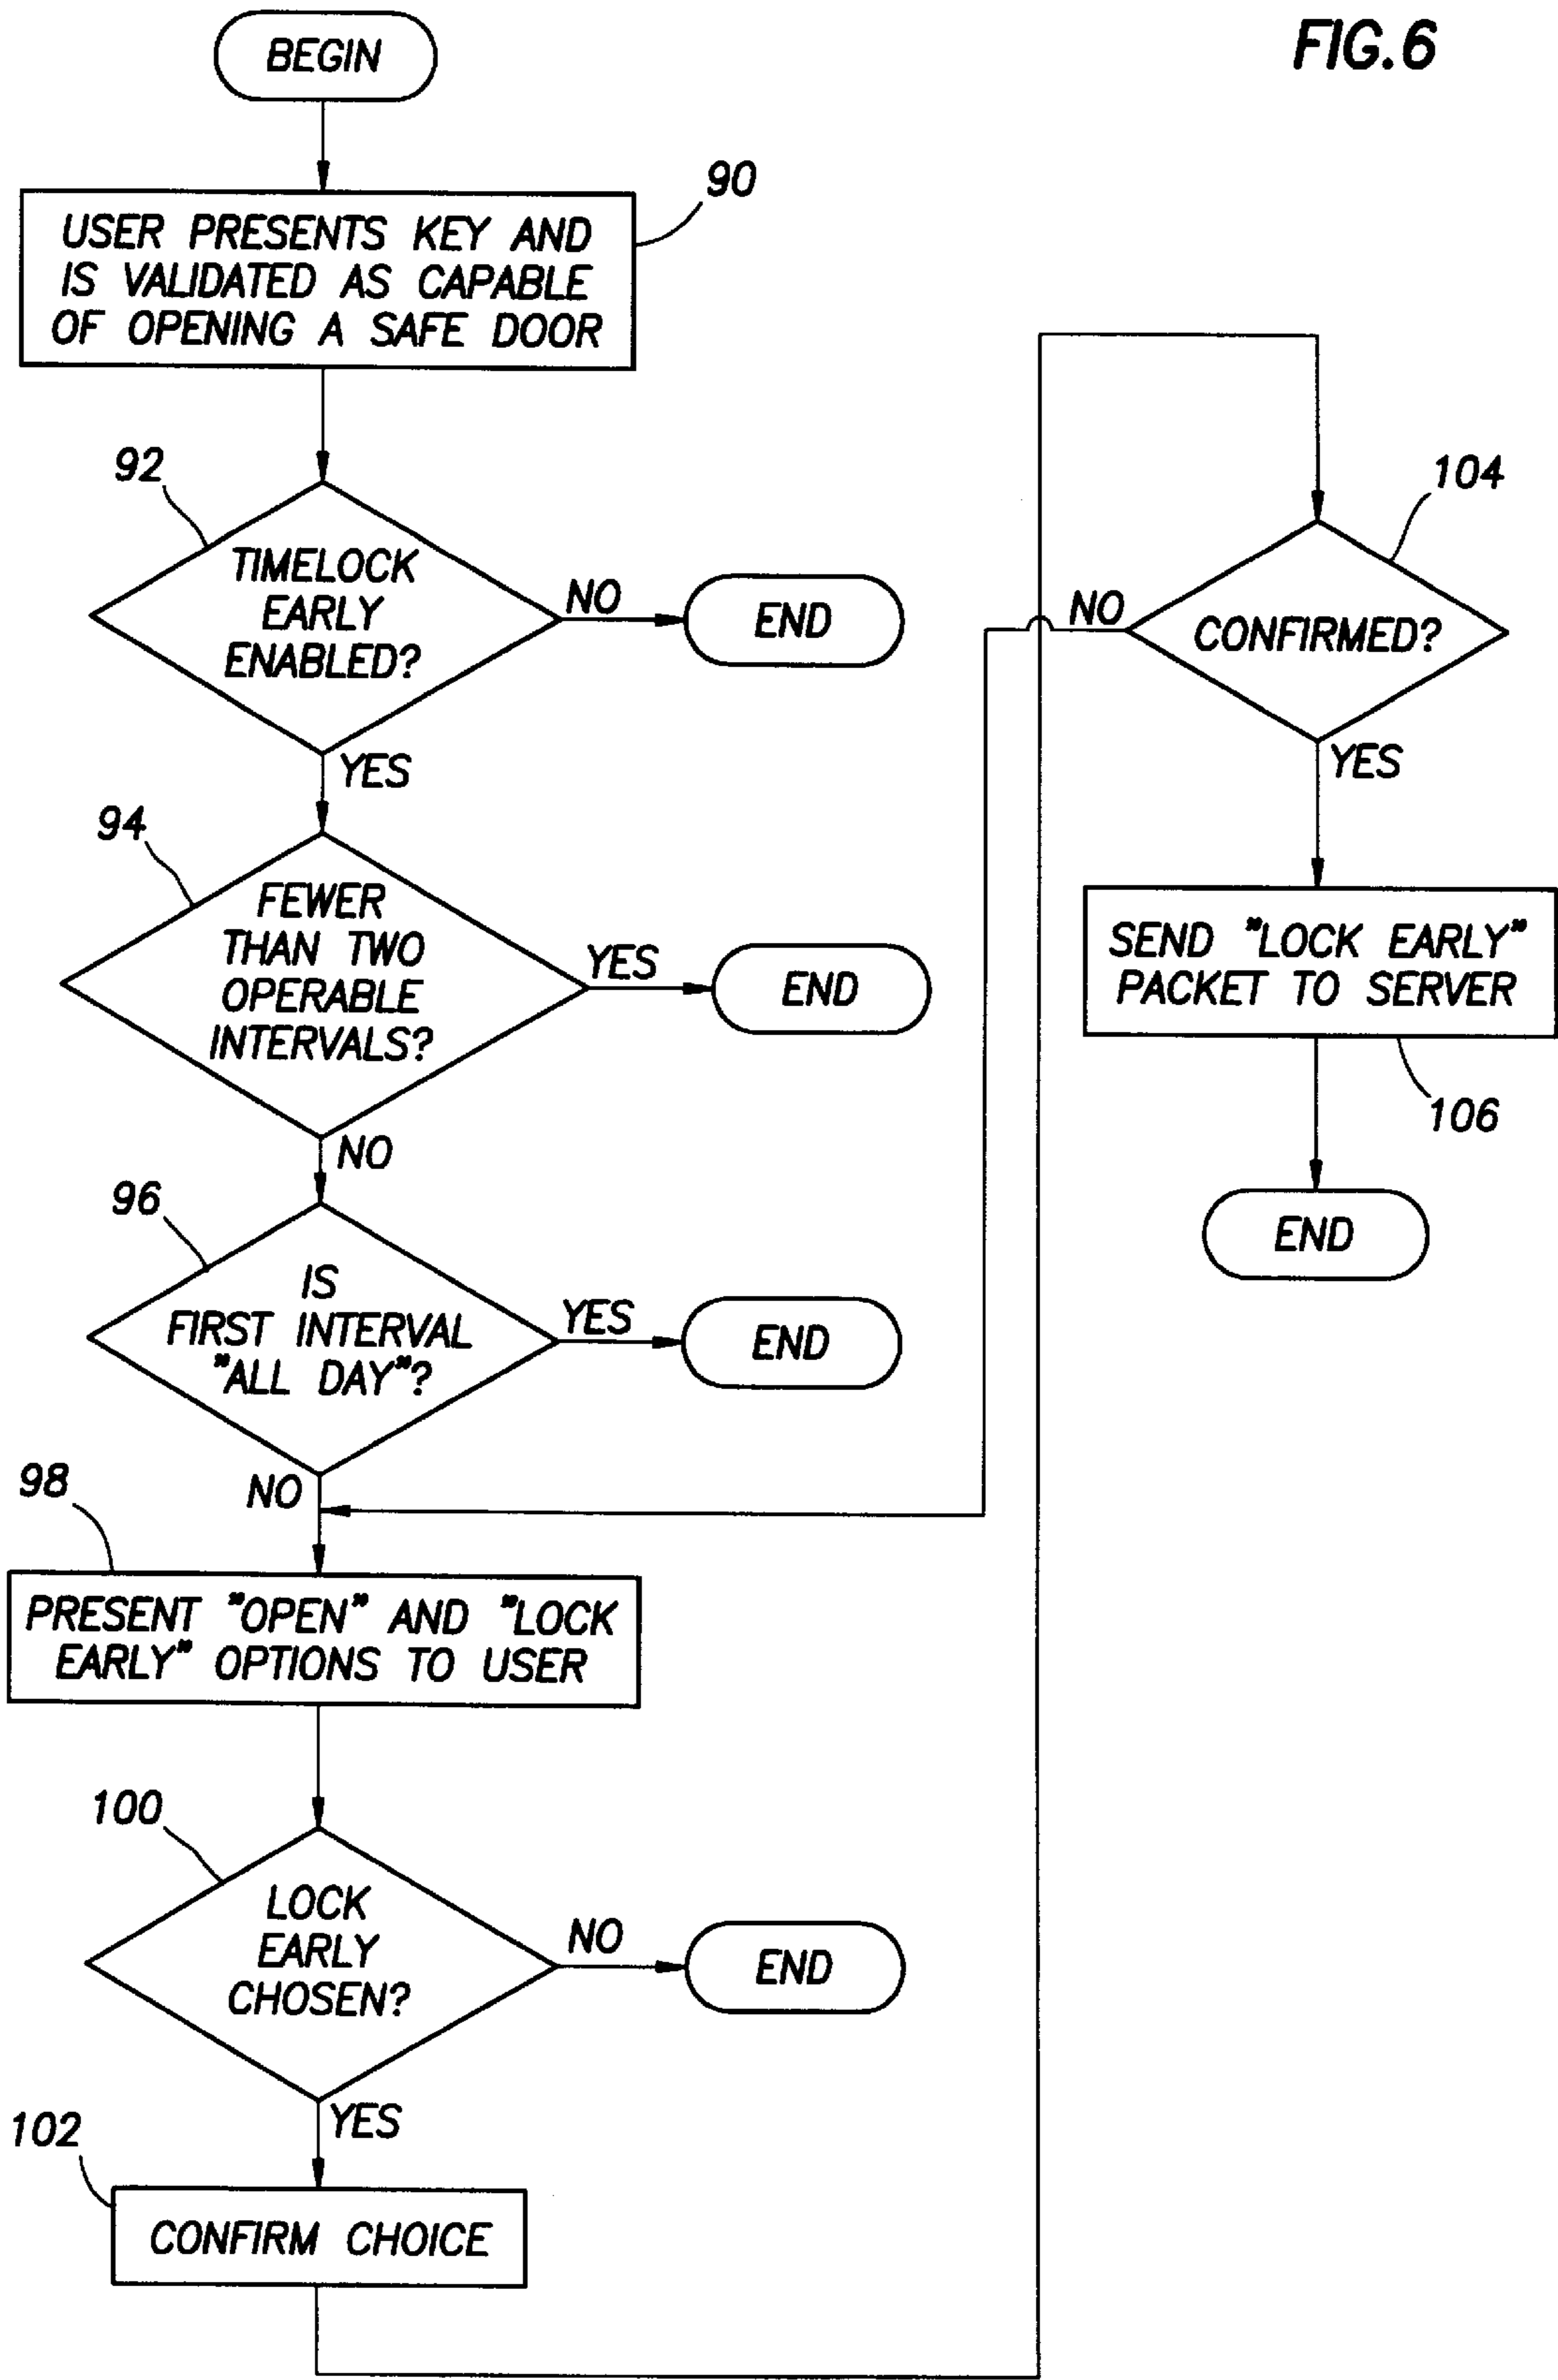 FIG.6
BEGIN
90
USER PRESENTS KEY AND
IS VALIDATED AS CAPABLE
OF OPENING A SAFE DOOR
92
TIMELOCK
EARLY
ENABLED?
NO
END
YES
94
FEWER
THAN TWO
OPERABLE
INTERVALS?
YES
END
NO
96
IS
FIRST INTERVAL
"ALL DAY"?
YES
END
NO
98
PRESENT "OPEN" AND "LOCK
EARLY" OPTIONS TO USER
100
LOCK
EARLY
CHOSEN?
NO
END
YES
102
CONFIRM CHOICE
104
CONFIRMED?
NO
YES
SEND "LOCK EARLY"
PACKET TO SERVER
106
END